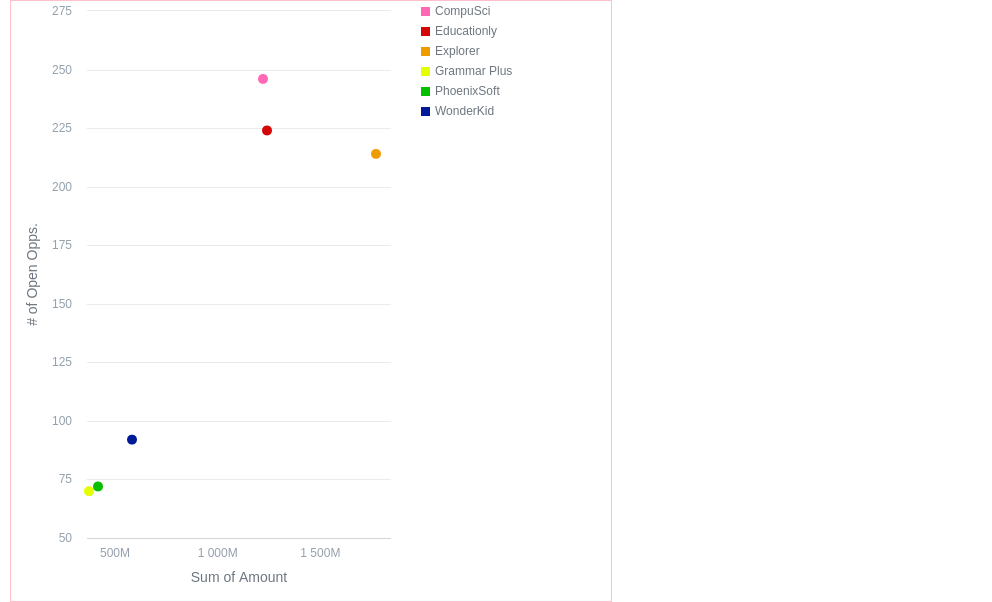 275
250
225
200
175
150
125
100
75
50
# of Open Opps.
500M
1 000M
1 500M
Sum of Amount
CompuSci
Educationly
Explorer
Grammar Plus
PhoenixSoft
WonderKid